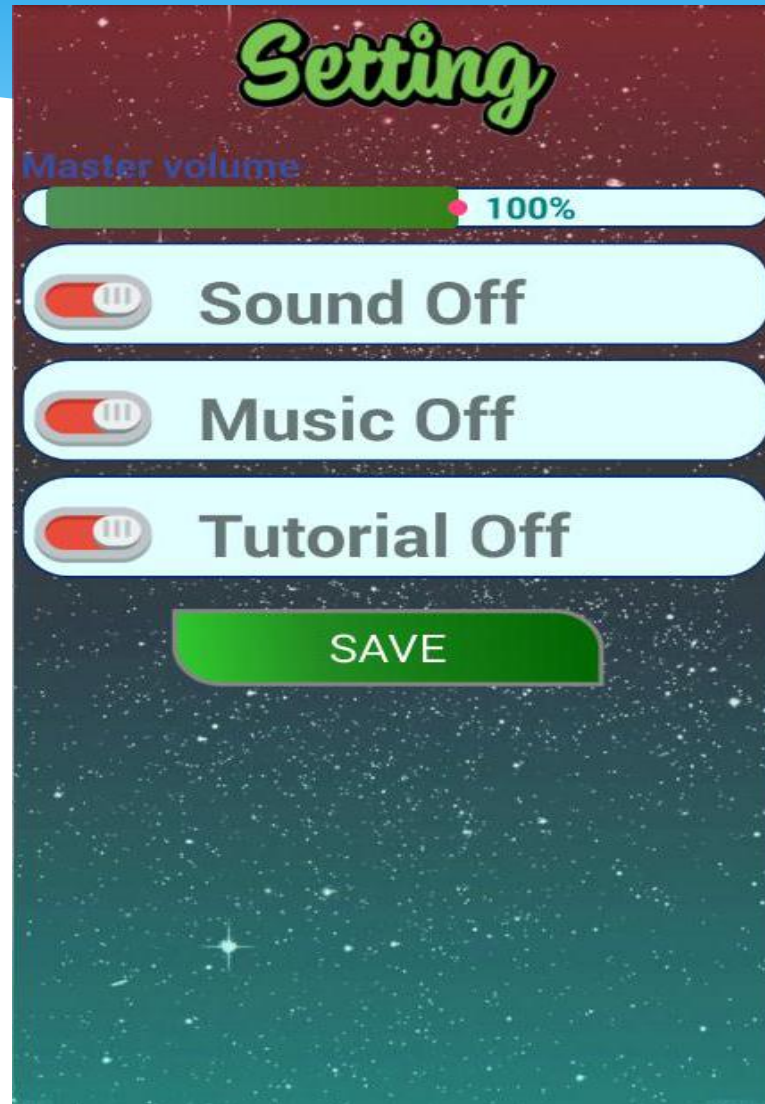 Setting
Master volume
100%
Sound Off
Music Off
Tutorial Off
SAVE